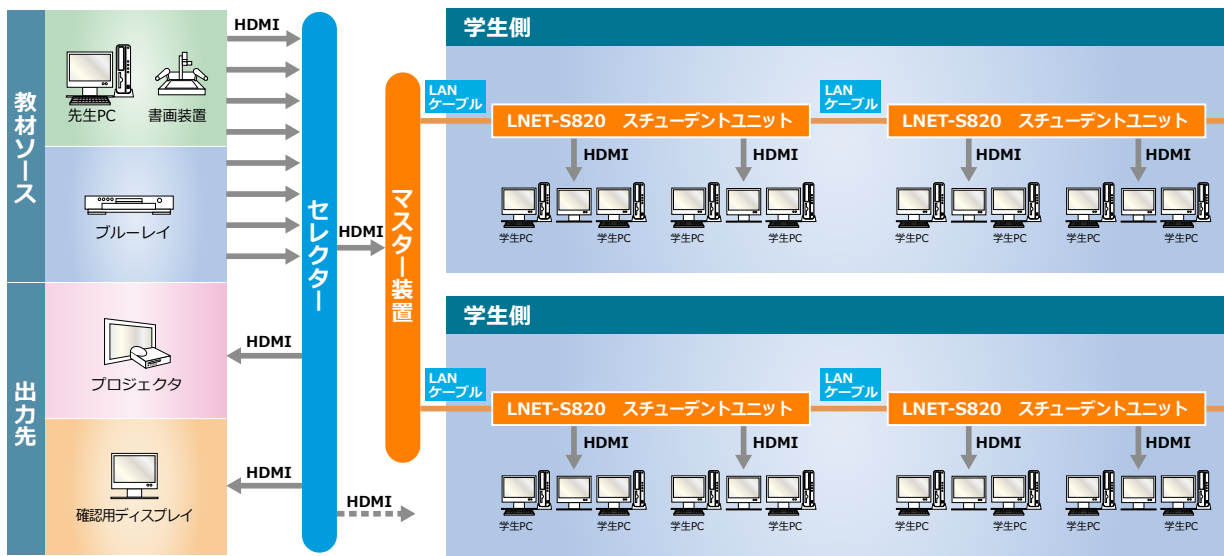 教材ソース
HDMI
先生PC
書画装置
ブルーレイ
出力先
HDMI
プロジェクタ
HDMI
確認用ディスプレイ
セレクター
HDMI
HDMI
マスター装置
学生側
LAN
ケーブル
LNET-S820 スチューデントユニット
LAN
ケーブル
LNET-S820 スチューデントユニット
HDMI
HDMI
HDMI
HDMI
学生PC
学生PC
学生PC
学生PC
学生PC
学生PC
学生PC
学生PC
学生側
LAN
ケーブル
LNET-S820 スチューデントユニット
LAN
ケーブル
LNET-S820 スチューデントユニット
HDMI
HDMI
HDMI
HDMI
学生PC
学生PC
学生PC
学生PC
学生PC
学生PC
学生PC
学生PC